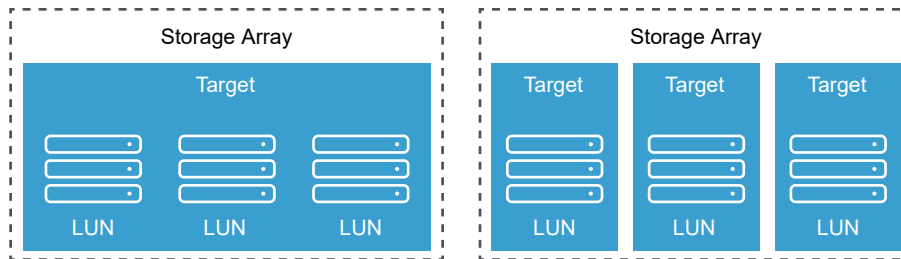 Storage Array
Target
LUN LUN LUN
Storage Array
Target Target Target
LUN LUN LUN